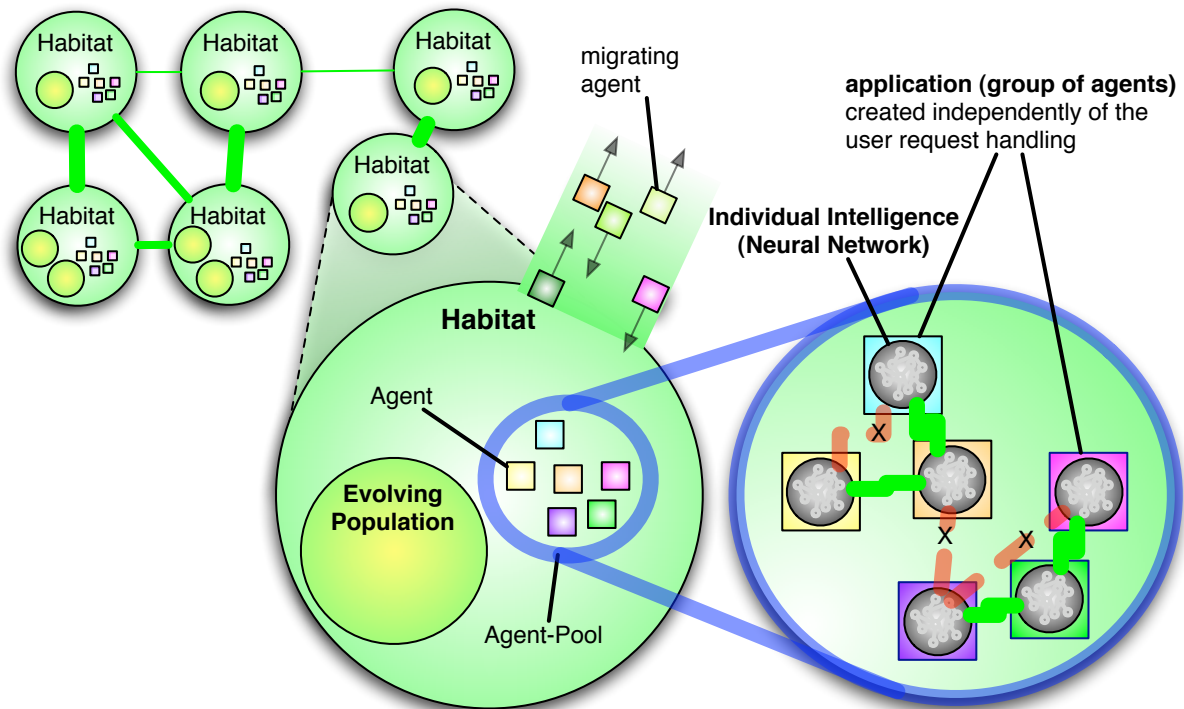 Habitat
Habitat
Habitat
Habitat
Habitat
Habitat
migrating
agent
application (group of agents)
created independently of the
user request handling
Individual Intelligence
(Neural Network)
Habitat
Agent
Evolving
Population
Agent-Pool
X
X
X